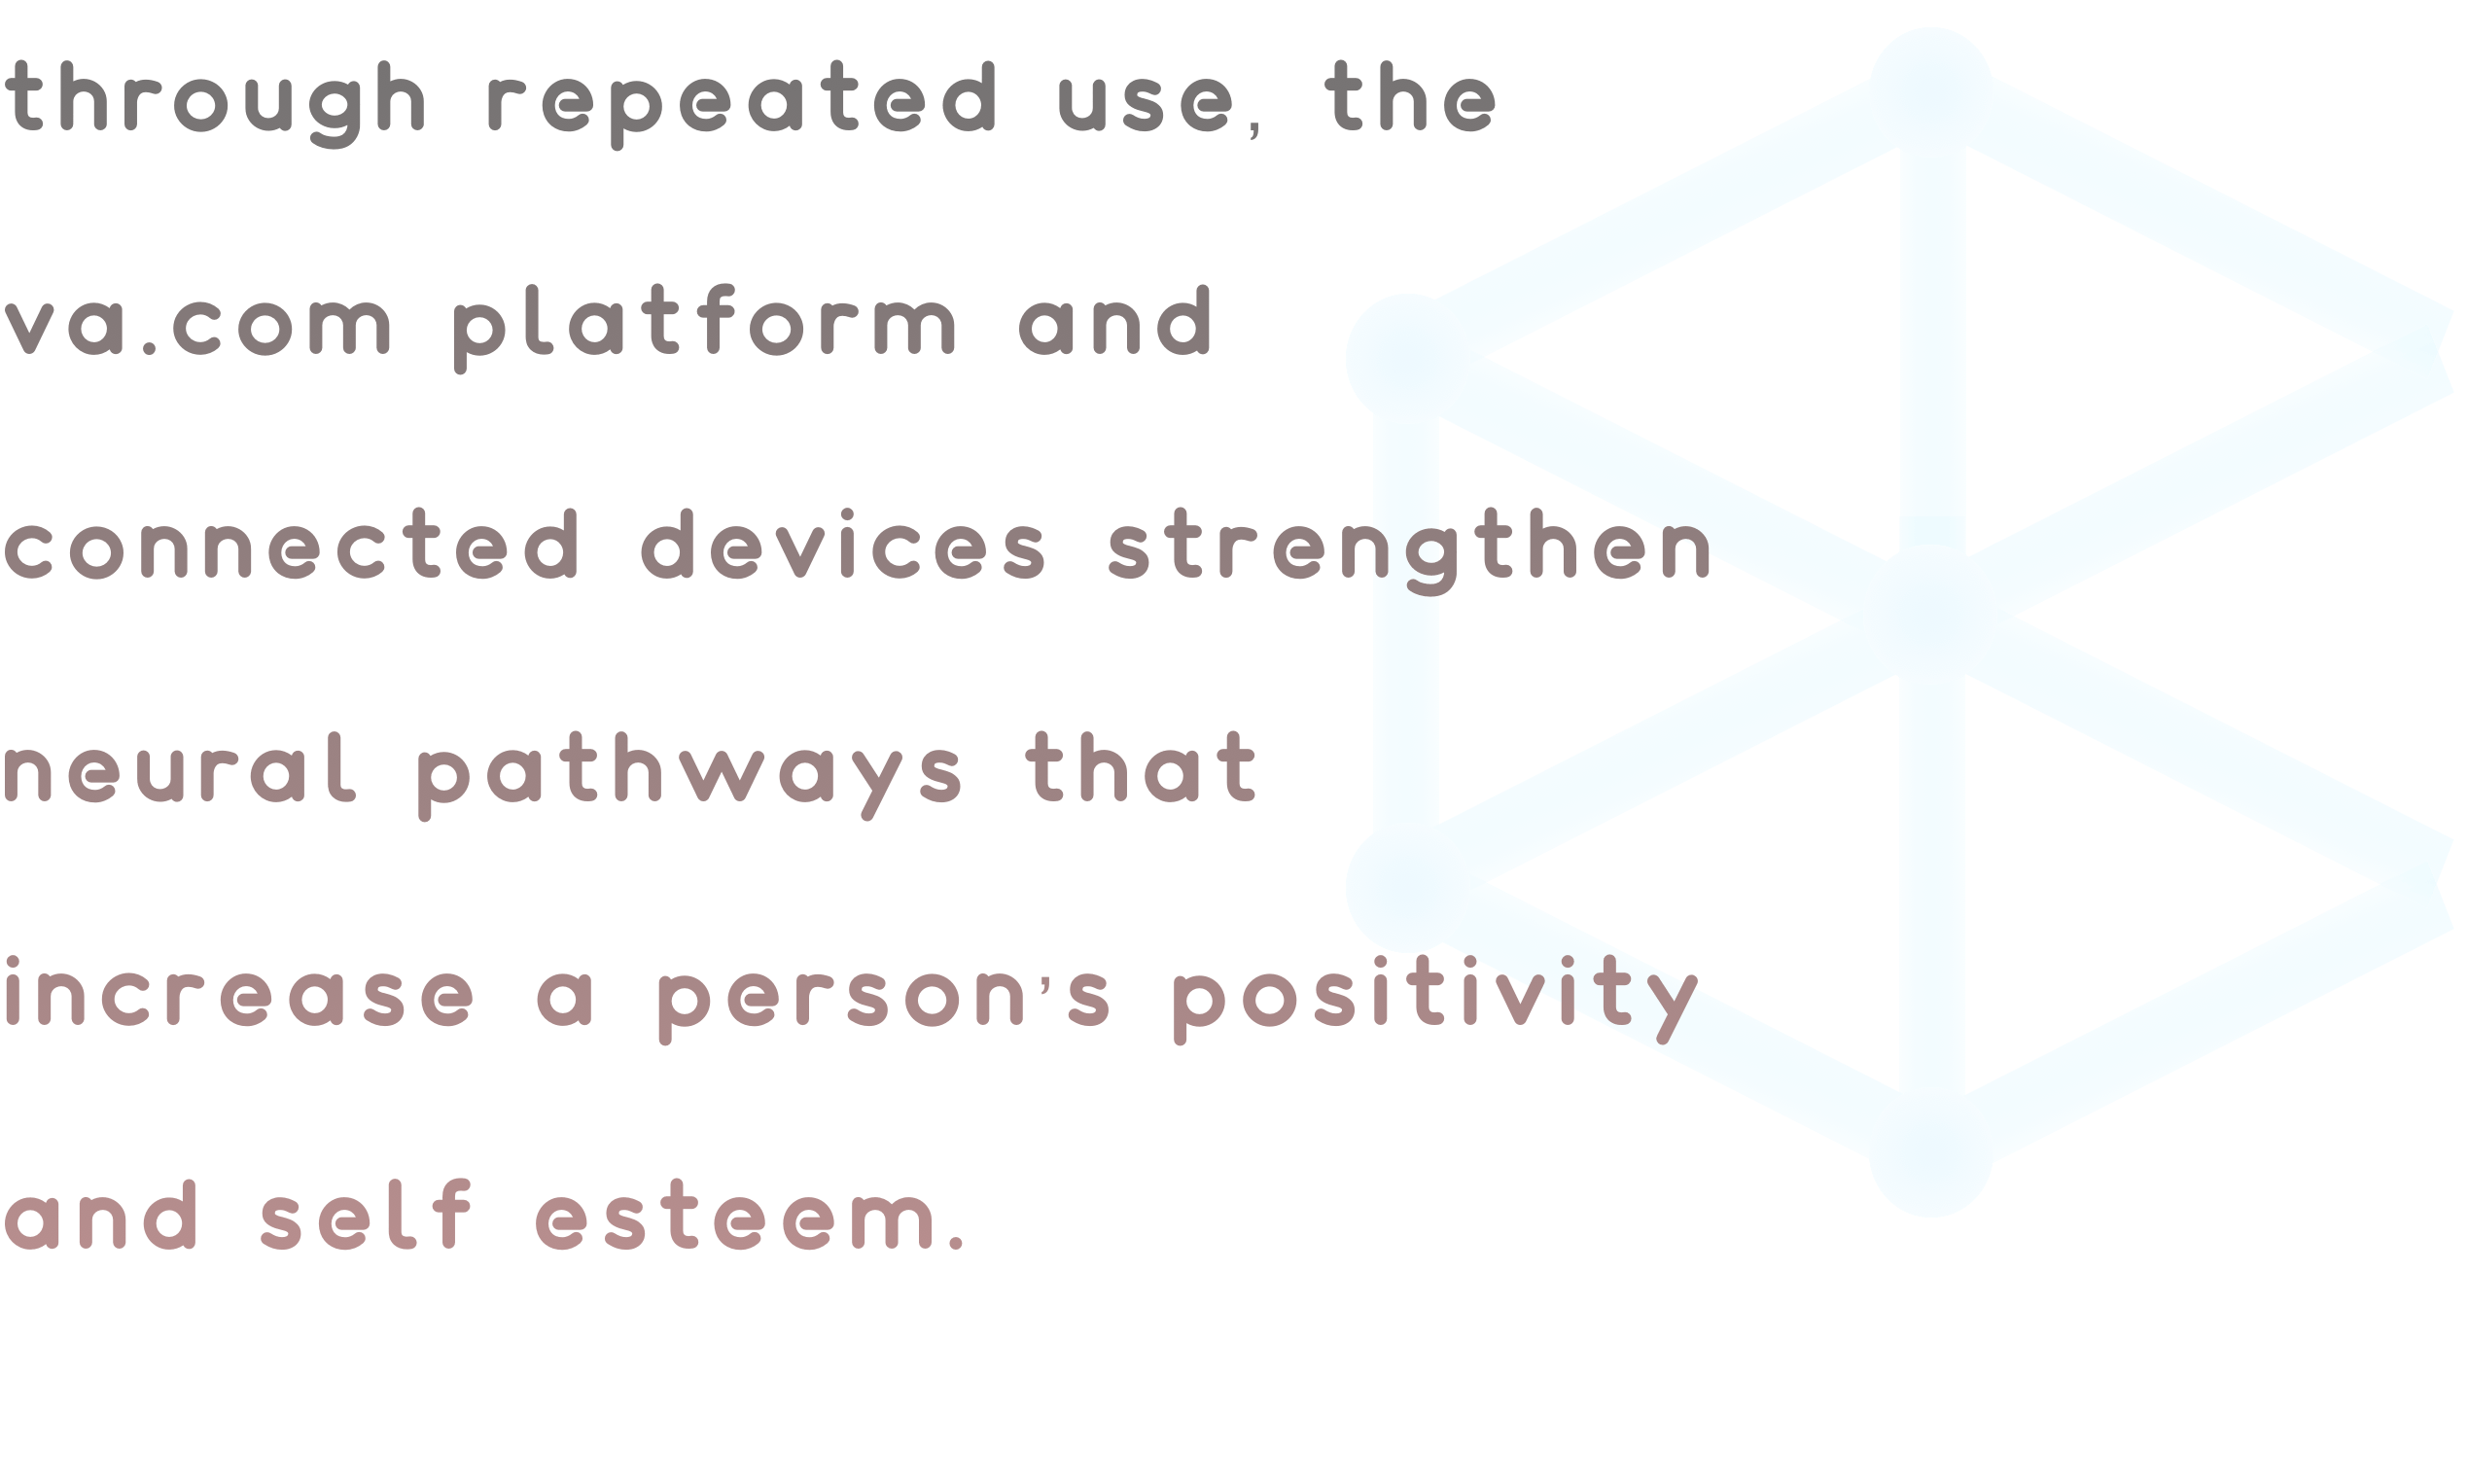 through repeated use, the
va.com platform and
connected devices strengthen
neural pathways that
increase a person's positivity
and self esteem.